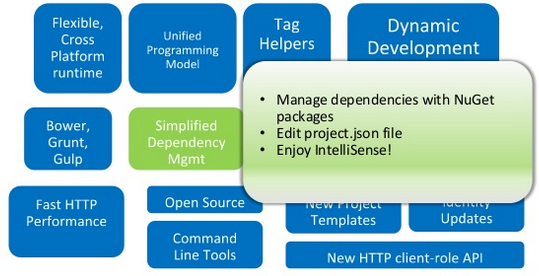 Flexible,
Cross
Platform
runtime
Unified
Programming
Model
Tag
Helpers
Dynamic
Development
• Manage dependencies with NuGet
packages
• Edit project.json file
• Enjoy IntelliSense!
Bower,
Grunt,
Gulp
Simplified
Dependency
Mgmt
Fast HTTP
Performance
Open Source
Command
Line Tools
New Project
Templates
Identity
Updates
New HTTP client-role API